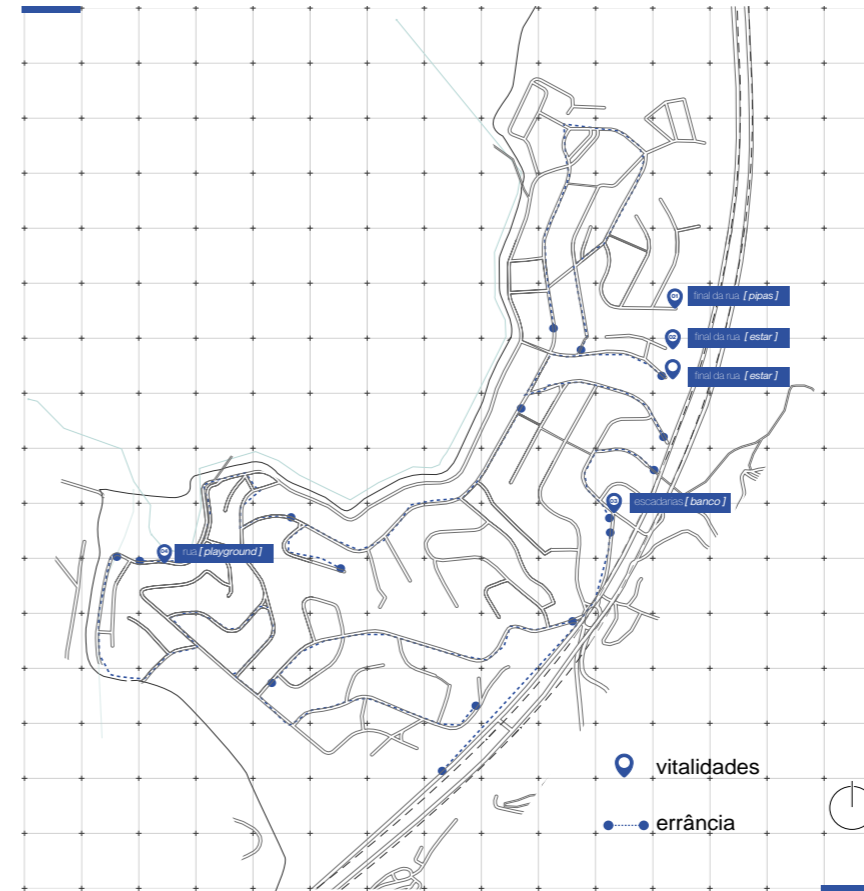 final da rua [ pipas ]
final da rua [ estar ]
final da rua [ estar ]
escadarias [ banco ]
rua [ playground ]
vitalidades
errância